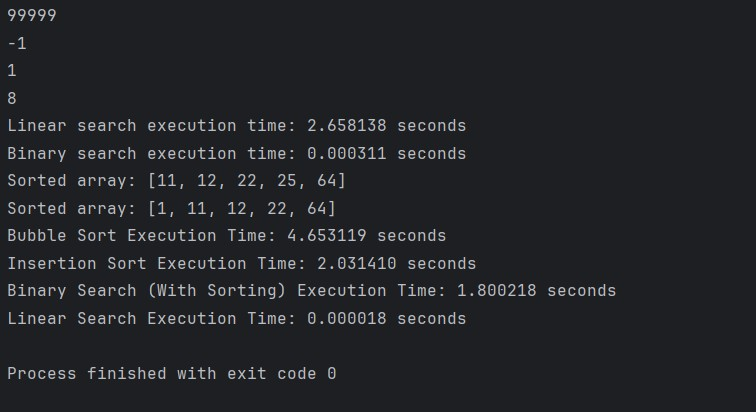 99999
-1
1
8
Linear search execution time: 2.658138 seconds
Binary search execution time: 0.000311 seconds
Sorted array: [11, 12, 22, 25, 64]
Sorted array: [1, 11, 12, 22, 64]
Bubble Sort Execution Time: 4.653119 seconds
Insertion Sort Execution Time: 2.031410 seconds
Binary Search (With Sorting) Execution Time: 1.800218 seconds
Linear Search Execution Time: 0.000018 seconds
Process finished with exit code 0